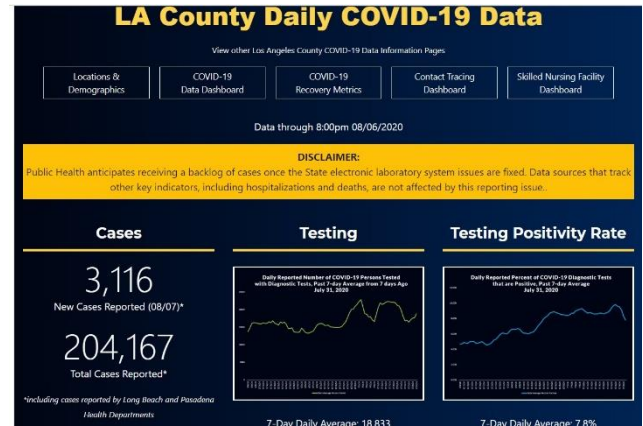 LA County Daily COVID-19 Data
View other Los Angeles County COVID-19 Data Information Pages
Locations &
Demographics
COVID-19
Data Dashboard
COVID-19
Recovery Metrics
Contact Tracing
Dashboard
Skilled Nursing Facility
Dashboard
Data through 8:00pm 08/06/2020
DISCLAIMER:
Public Health anticipates receiving a backlog of cases once the State electronic laboratory system issues are fixed. Data sources that track
other key indicators, including hospitalizations and deaths, are not affected by this reporting issue..
Cases
3,116
New Cases Reported (08/07)*
204,167
Total Cases Reported*
*including cases reported by Long Beach and Pasadena
Health Departments
Testing
Daily Reported Number of COVID-19 Persons Tested
with Diagnostic Tests, Past 7-day Average from 7 days Ago
July 31, 2020
7-Day Daily Average: 18,833
Testing Positivity Rate
Daily Reported Percent of COVID-19 Diagnostic Tests
that are Positive, Past 7-day Average
July 31, 2020
7-Day Daily Average: 7.8%